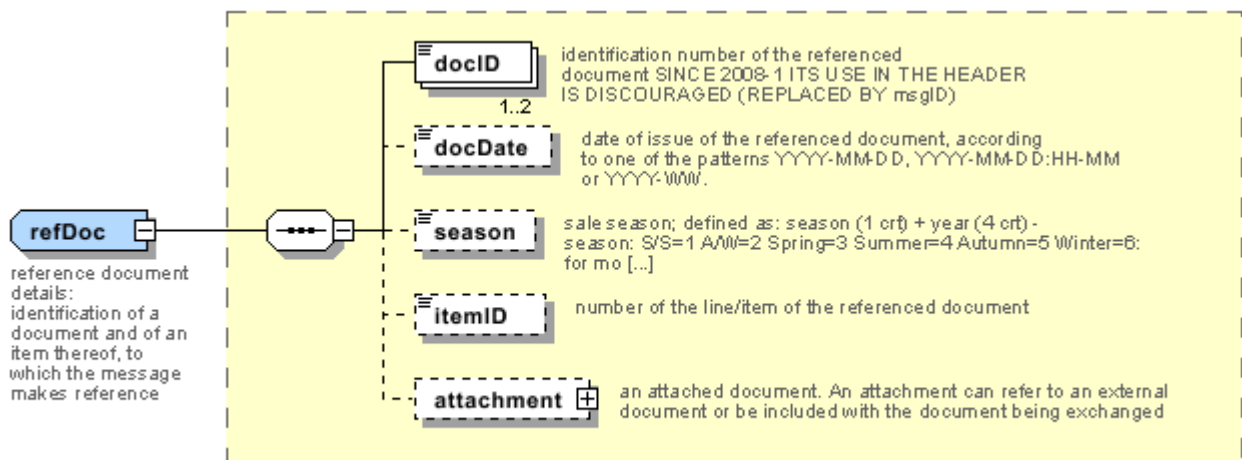 docID
identification number of the referenced
document SINCE 2008-1 ITS USE IN THE HEADER
IS DISCOURAGED (REPLACED BY msgID)
1..2
docDate
date of issue of the referenced document, according
to one of the patterns YYYY-MM-DD, YYYY-MM-DD:HH-MM
or YYYY-WW.
refDoc
reference document
details:
identification of a
document and of an
item thereof, to
which the message
makes reference
season
sale season; defined as: season (1 crt) + year (4 crt) -
season: S/S=1 A/W=2 Spring=3 Summer=4 Autumn=5 Winter=6:
for mo [...]
itemID
number of the line/item of the referenced document
attachment
an attached document. An attachment can refer to an external
document or be included with the document being exchanged